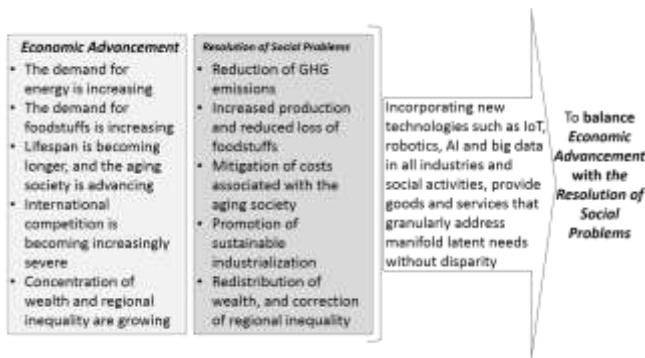 Economic Advancement
• The demand for
energy is increasing
• The demand for
foodstuffs is increasing
• Lifespan is becoming
longer, and the aging
society is advancing
• International
competition is
becoming increasingly
severe
• Concentration of
wealth and regional
inequality are growing
Resolution of Social Problems
• Reduction of GHG
emissions
• Increased production
and reduced loss of
foodstuffs
• Mitigation of costs
associated with the
aging society
• Promotion of
sustainable
industrialization
• Redistribution of
wealth, and correction
of regional inequality
Incorporating new
technologies such as IoT,
robotics, AI and big data
in all industries and
social activities, provide
goods and services that
granularly address
manifold latent needs
without disparity
To balance
Economic
Advancement
with the
Resolution of
Social
Problems